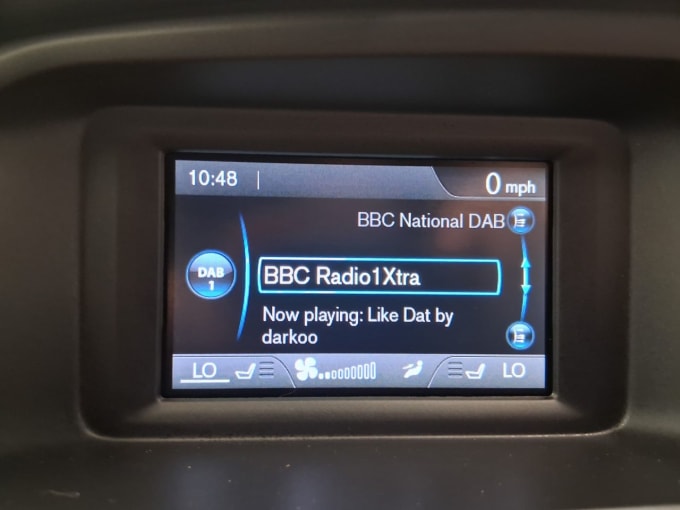 10:48
0 mph
BBC National DAB
DAB
1
BBC Radio1Xtra
Now playing: Like Dat by
darkoo
LO LO